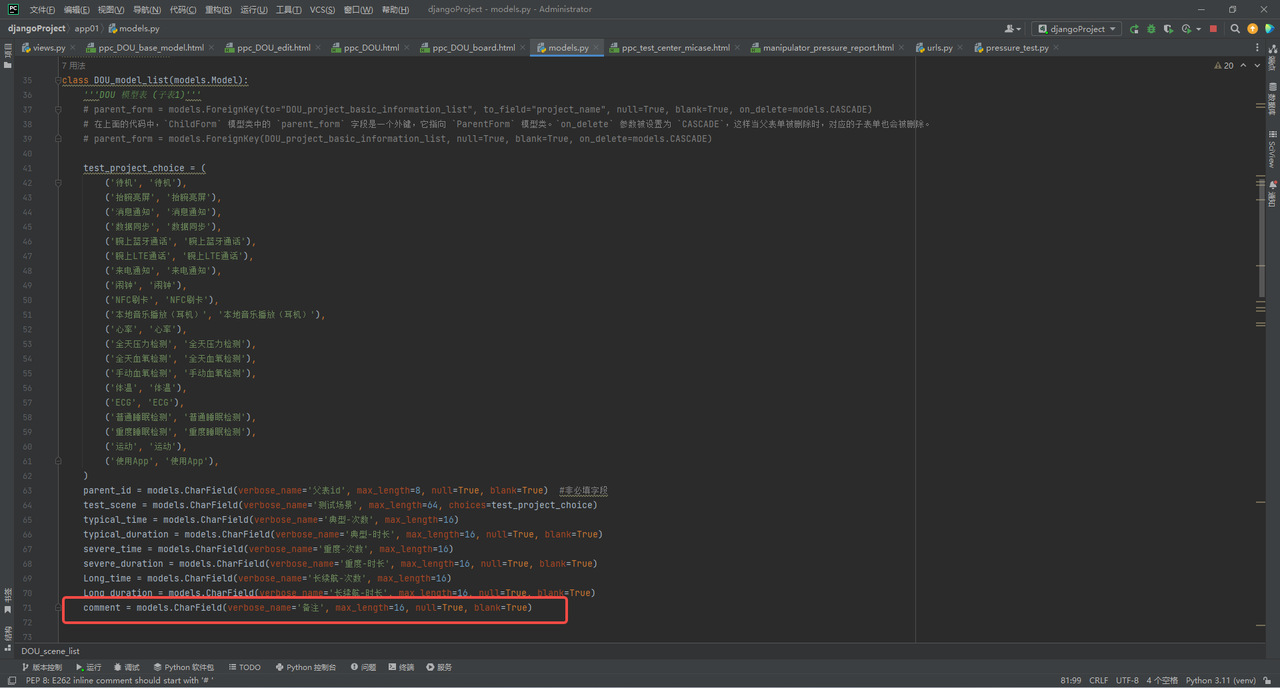 文件(F) 编辑(E) 视图(V) 导航(N) 代码(C) 重构(R) 运行(U) 工具(T) VCS(S) 窗口(W) 帮助(H) djangoProject - models.py - Administrator
djangoProject app01 models.py djangoProject
views.py ppc_DOU_base_model.html ppc_DOU_edit.html ppc_DOU.html ppc_DOU_board.html models.py ppc_test_center_micase.html manipulator_pressure_report.html urls.py pressure_test.py
7 用法 20
35 class DOU_model_list(models.Model):
36 '''DOU 模型表 (子表1)'''
37 # parent_form = models.ForeignKey(to="DOU_project_basic_information_list", to_field="project_name", null=True, blank=True, on_delete=models.CASCADE)
38 # 在上面的代码中,`ChildForm` 模型类中的 `parent_form` 字段是一个外键,它指向 `ParentForm` 模型类。`on_delete` 参数被设置为 `CASCADE`,这样当父表单被删除时,对应的子表单也会被删除。
39 # parent_form = models.ForeignKey(DOU_project_basic_information_list, null=True, blank=True, on_delete=models.CASCADE)
40
41 test_project_choice = (
42 ('待机', '待机'),
43 ('抬腕亮屏', '抬腕亮屏'),
44 ('消息通知', '消息通知'),
45 ('数据同步', '数据同步'),
46 ('腕上蓝牙通话', '腕上蓝牙通话'),
47 ('腕上LTE通话', '腕上LTE通话'),
48 ('来电通知', '来电通知'),
49 ('闹钟', '闹钟'),
50 ('NFC刷卡', 'NFC刷卡'),
51 ('本地音乐播放（耳机）', '本地音乐播放（耳机）'),
52 ('心率', '心率'),
53 ('全天压力检测', '全天压力检测'),
54 ('全天血氧检测', '全天血氧检测'),
55 ('手动血氧检测', '手动血氧检测'),
56 ('体温', '体温'),
57 ('ECG', 'ECG'),
58 ('普通睡眠检测', '普通睡眠检测'),
59 ('重度睡眠检测', '重度睡眠检测'),
60 ('运动', '运动'),
61 ('使用App', '使用App'),
62 )
63 parent_id = models.CharField(verbose_name='父表id', max_length=8, null=True, blank=True) #非必填字段
64 test_scene = models.CharField(verbose_name='测试场景', max_length=64, choices=test_project_choice)
65 typical_time = models.CharField(verbose_name='典型-次数', max_length=16)
66 typical_duration = models.CharField(verbose_name='典型-时长', max_length=16, null=True, blank=True)
67 severe_time = models.CharField(verbose_name='重度-次数', max_length=16)
68 severe_duration = models.CharField(verbose_name='重度-时长', max_length=16, null=True, blank=True)
69 Long_time = models.CharField(verbose_name='长续航-次数', max_length=16)
70 Long_duration = models.CharField(verbose_name='长续航-时长', max_length=16, null=True, blank=True)
71 comment = models.CharField(verbose_name='备注', max_length=16, null=True, blank=True)
72
73
DOU_scene_list
项目
书签
结构
数据库
SciView
通知
版本控制 运行 调试 Python 软件包 TODO Python 控制台 问题 终端 服务
PEP 8: E262 inline comment should start with '# ' 81:99 CRLF UTF-8 4 个空格 Python 3.11 (venv)